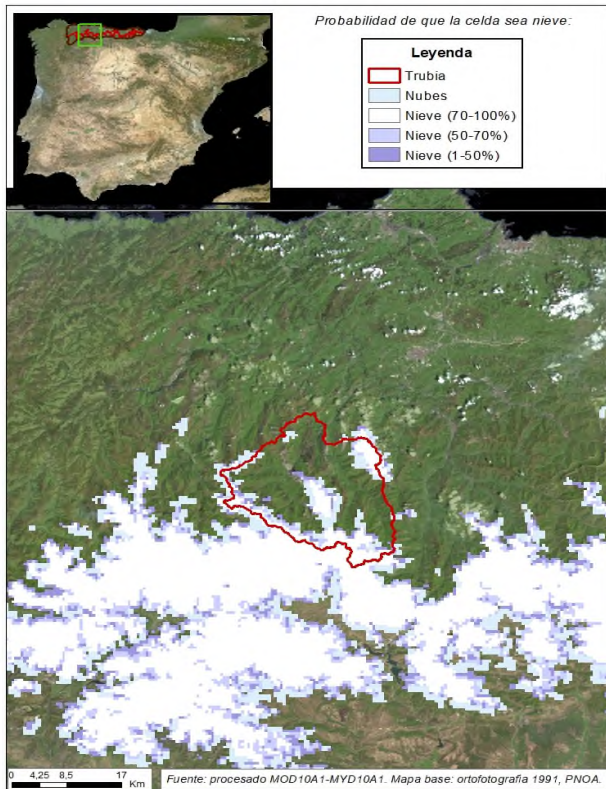 Probabilidad de que la celda sea nieve:
Leyenda
Trubia
Nubes
Nieve (70-100%)
Nieve (50-70%)
Nieve (1-50%)
0 4,25 8,5 17
Km
Fuente: procesado MOD10A1-MYD10A1. Mapa base: ortofotografia 1991, PNOA.